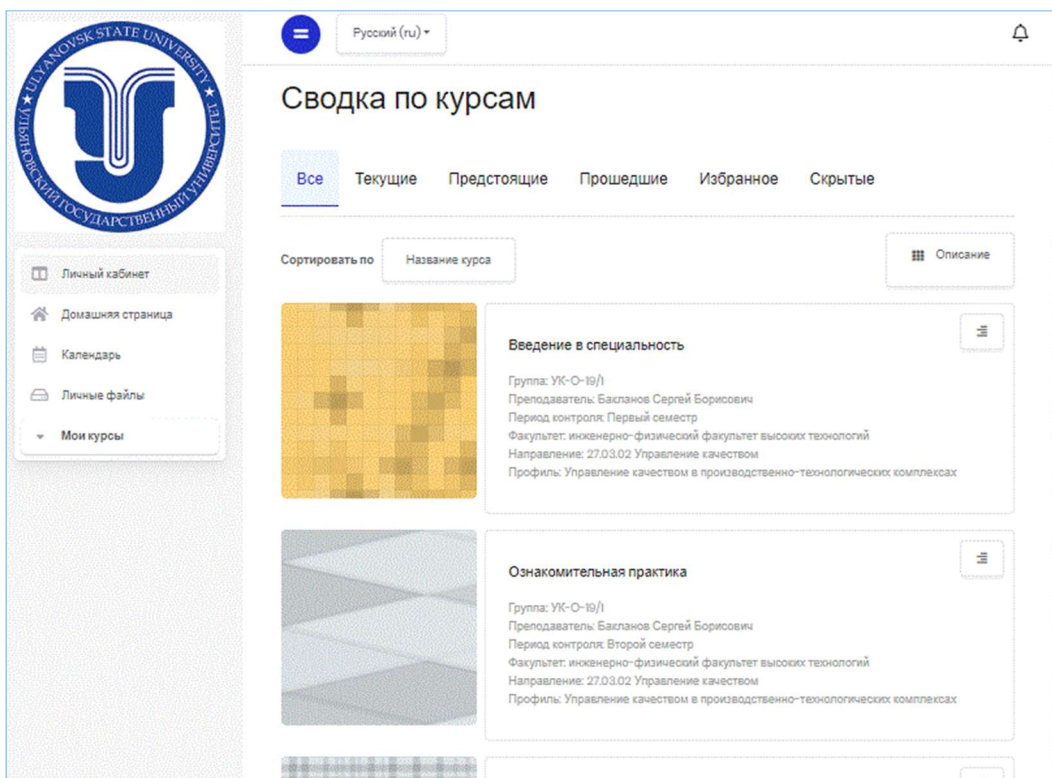 ★ ULYANOVSK STATE UNIVERSITY ★
УЛЬЯНОВСКИЙ ГОСУДАРСТВЕННЫЙ УНИВЕРСИТЕТ
Русский (ru)
Личный кабинет
Домашняя страница
Календарь
Личные файлы
Мои курсы
Сводка по курсам
Все Текущие Предстоящие Прошедшие Избранное Скрытые
Сортировать по Название курса Описание
Введение в специальность
Группа: УК-О-19/1
Преподаватель: Бакланов Сергей Борисович
Период контроля: Первый семестр
Факультет: инженерно-физический факультет высоких технологий
Направление: 27.03.02 Управление качеством
Профиль: Управление качеством в производственно-технологических комплексах
Ознакомительная практика
Группа: УК-О-19/1
Преподаватель: Бакланов Сергей Борисович
Период контроля: Второй семестр
Факультет: инженерно-физический факультет высоких технологий
Направление: 27.03.02 Управление качеством
Профиль: Управление качеством в производственно-технологических комплексах